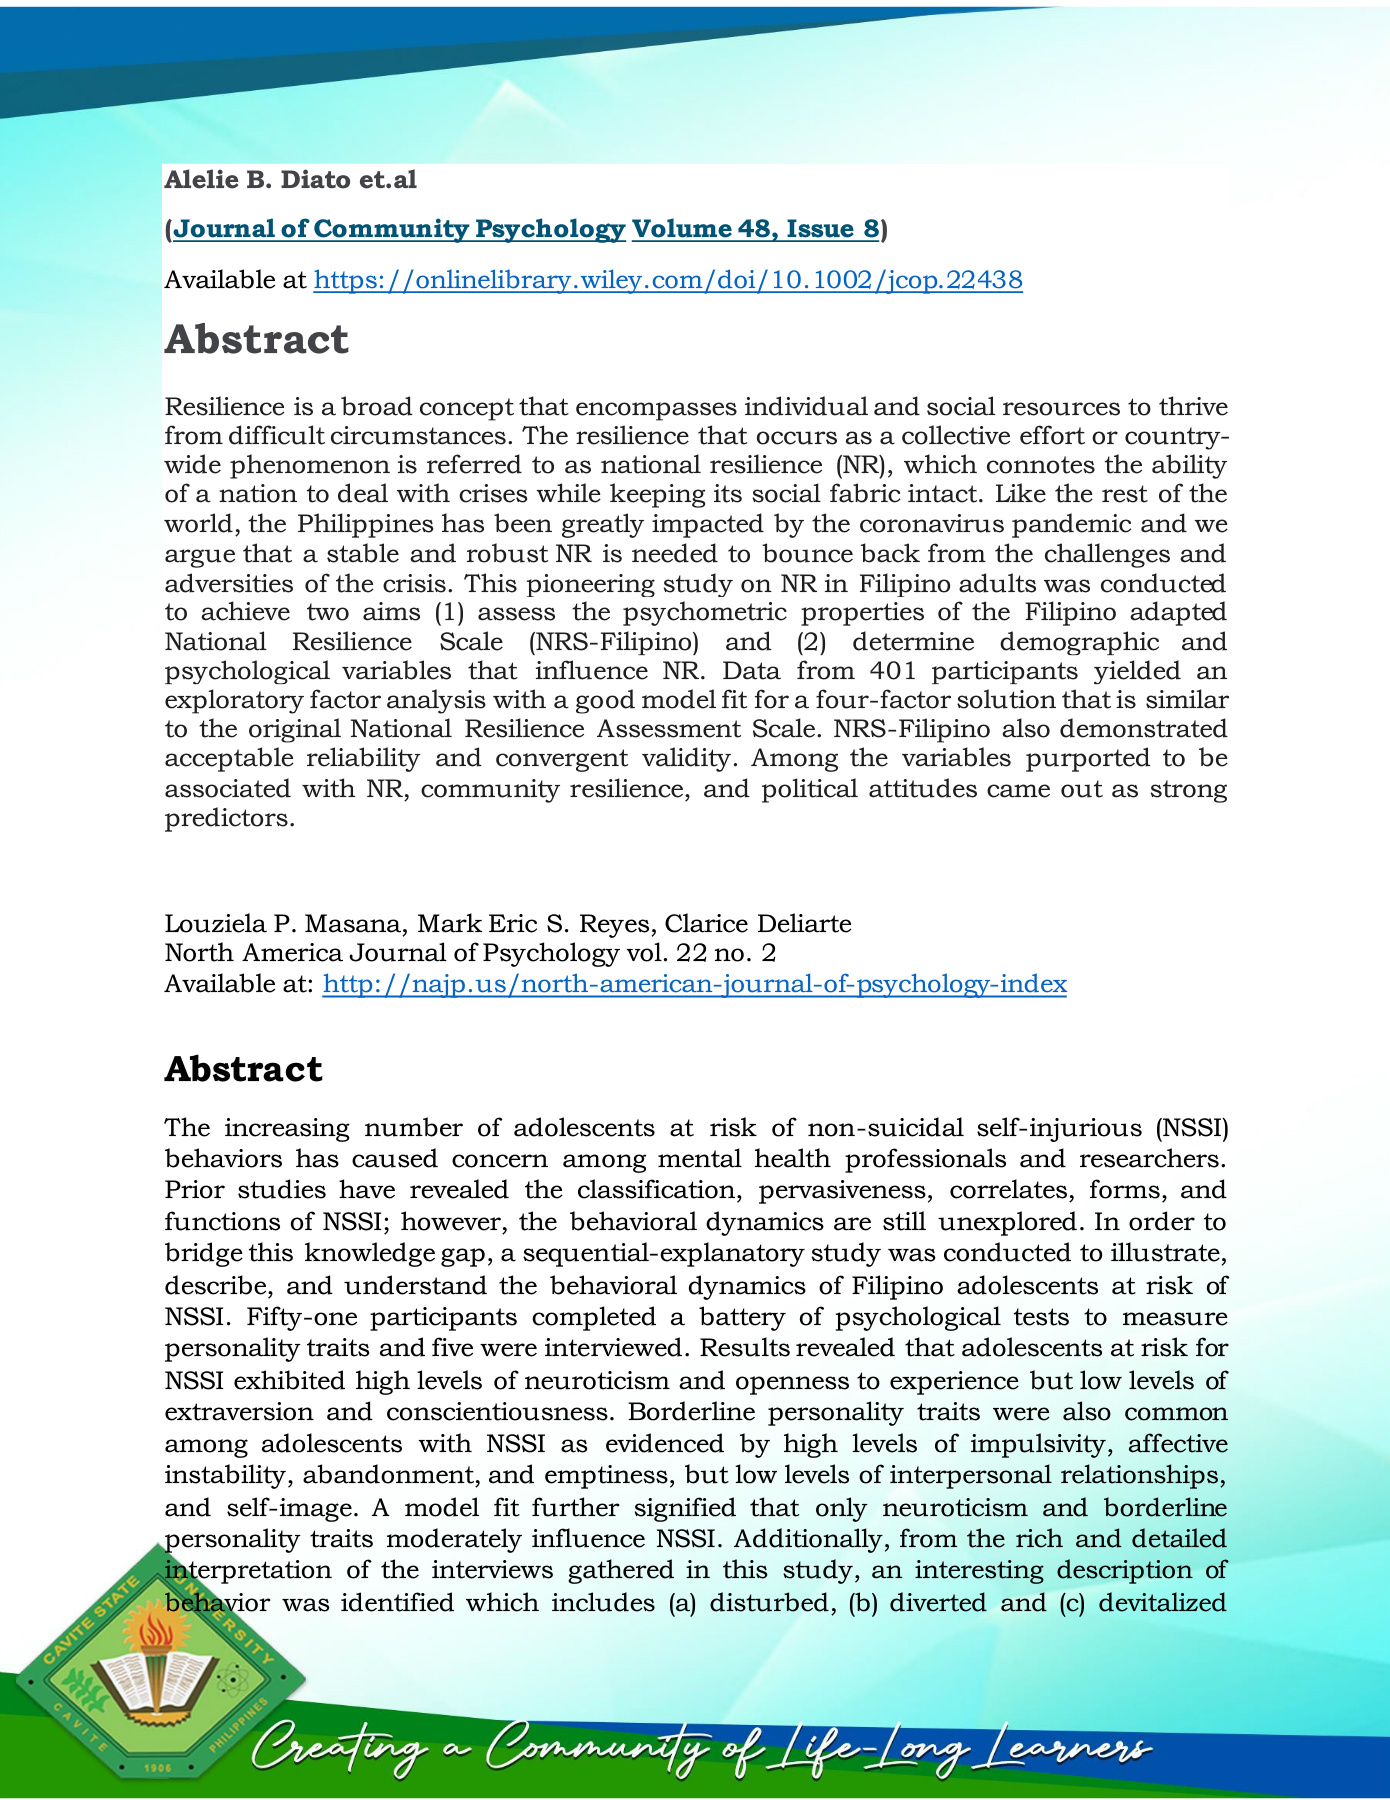 Alelie B. Diato et.al
(Journal of Community Psychology Volume 48, Issue 8)
Available at https://onlinelibrary.wiley.com/doi/10.1002/jcop.22438
Abstract
Resilience is a broad concept that encompasses individual and social resources to thrive
from difficult circumstances. The resilience that occurs as a collective effort or country-
wide phenomenon is referred to as national resilience (NR), which connotes the ability
of a nation to deal with crises while keeping its social fabric intact. Like the rest of the
world, the Philippines has been greatly impacted by the coronavirus pandemic and we
argue that a stable and robust NR is needed to bounce back from the challenges and
adversities of the crisis. This pioneering study on NR in Filipino adults was conducted
to achieve two aims (1) assess the psychometric properties of the Filipino adapted
National Resilience Scale (NRS-Filipino) and (2) determine demographic and
psychological variables that influence NR. Data from 401 participants yielded an
exploratory factor analysis with a good model fit for a four-factor solution that is similar
to the original National Resilience Assessment Scale. NRS-Filipino also demonstrated
acceptable reliability and convergent validity. Among the variables purported to be
associated with NR, community resilience, and political attitudes came out as strong
predictors.
Louziela P. Masana, Mark Eric S. Reyes, Clarice Deliarte
North America Journal of Psychology vol. 22 no. 2
Available at: http://najp.us/north-american-journal-of-psychology-index
Abstract
The increasing number of adolescents at risk of non-suicidal self-injurious (NSSI)
behaviors has caused concern among mental health professionals and researchers.
Prior studies have revealed the classification, pervasiveness, correlates, forms, and
functions of NSSI; however, the behavioral dynamics are still unexplored. In order to
bridge this knowledge gap, a sequential-explanatory study was conducted to illustrate,
describe, and understand the behavioral dynamics of Filipino adolescents at risk of
NSSI. Fifty-one participants completed a battery of psychological tests to measure
personality traits and five were interviewed. Results revealed that adolescents at risk for
NSSI exhibited high levels of neuroticism and openness to experience but low levels of
extraversion and conscientiousness. Borderline personality traits were also common
among adolescents with NSSI as evidenced by high levels of impulsivity, affective
instability, abandonment, and emptiness, but low levels of interpersonal relationships,
and self-image. A model fit further signified that only neuroticism and borderline
personality traits moderately influence NSSI. Additionally, from the rich and detailed
interpretation of the interviews gathered in this study, an interesting description of
behavior was identified which includes (a) disturbed, (b) diverted and (c) devitalized
CAVITE STATE UNIVERSITY
CAVITE PHILIPPINES
1906
Creating a Community of Life-Long Learners